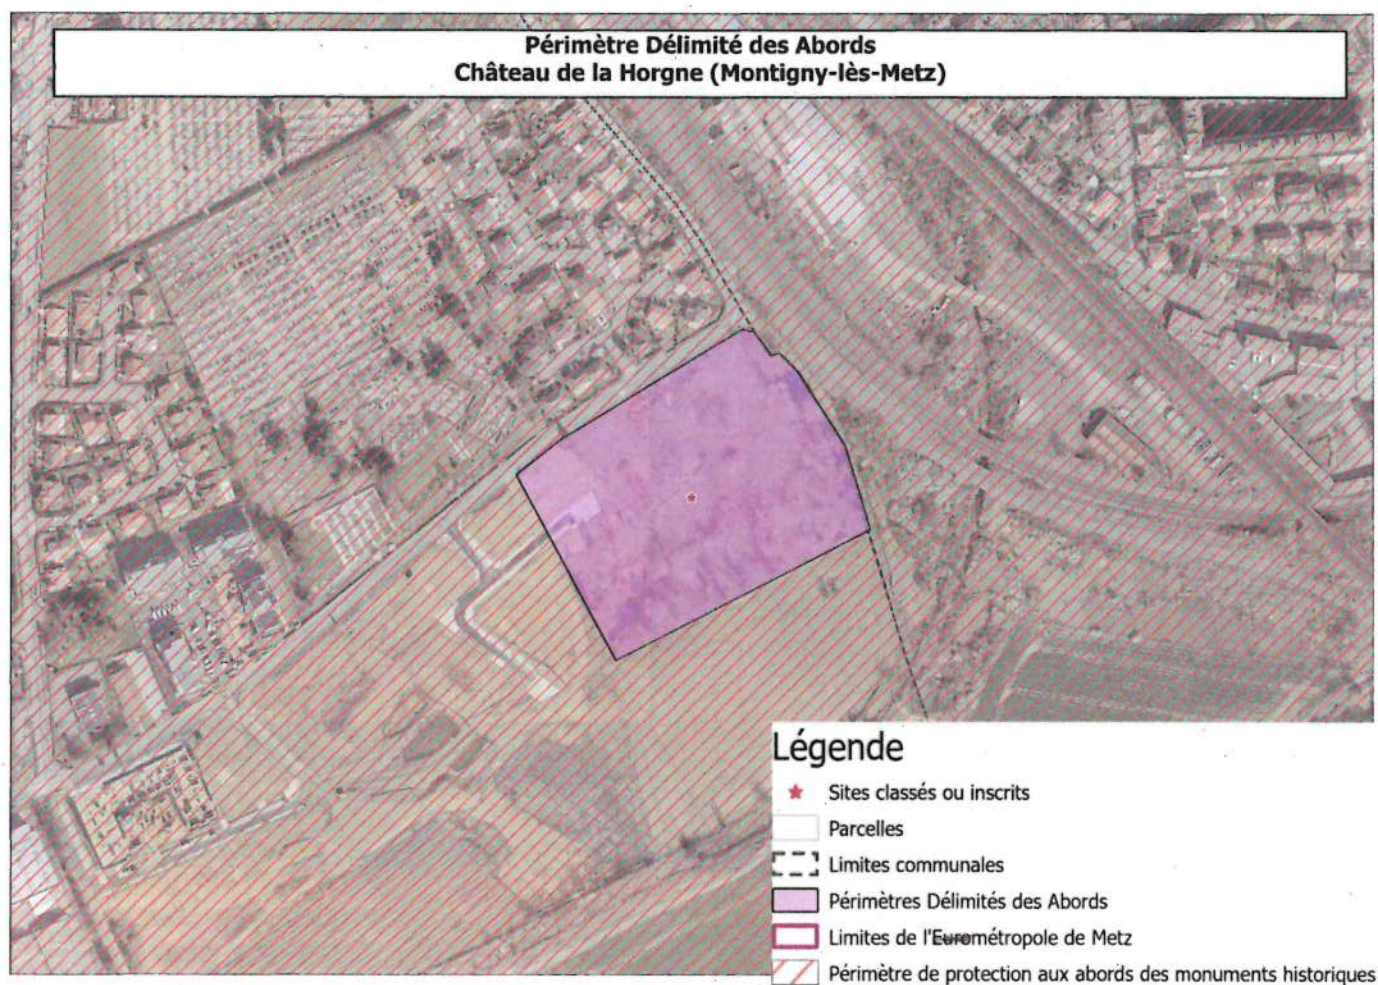 Périmètre Délimité des Abords
Château de la Horgne (Montigny-lès-Metz)
Légende
Sites classés ou inscrits
Parcelles
Limites communales
Périmètres Délimités des Abords
Limites de l'Eurométropole de Metz
Périmètre de protection aux abords des monuments historiques